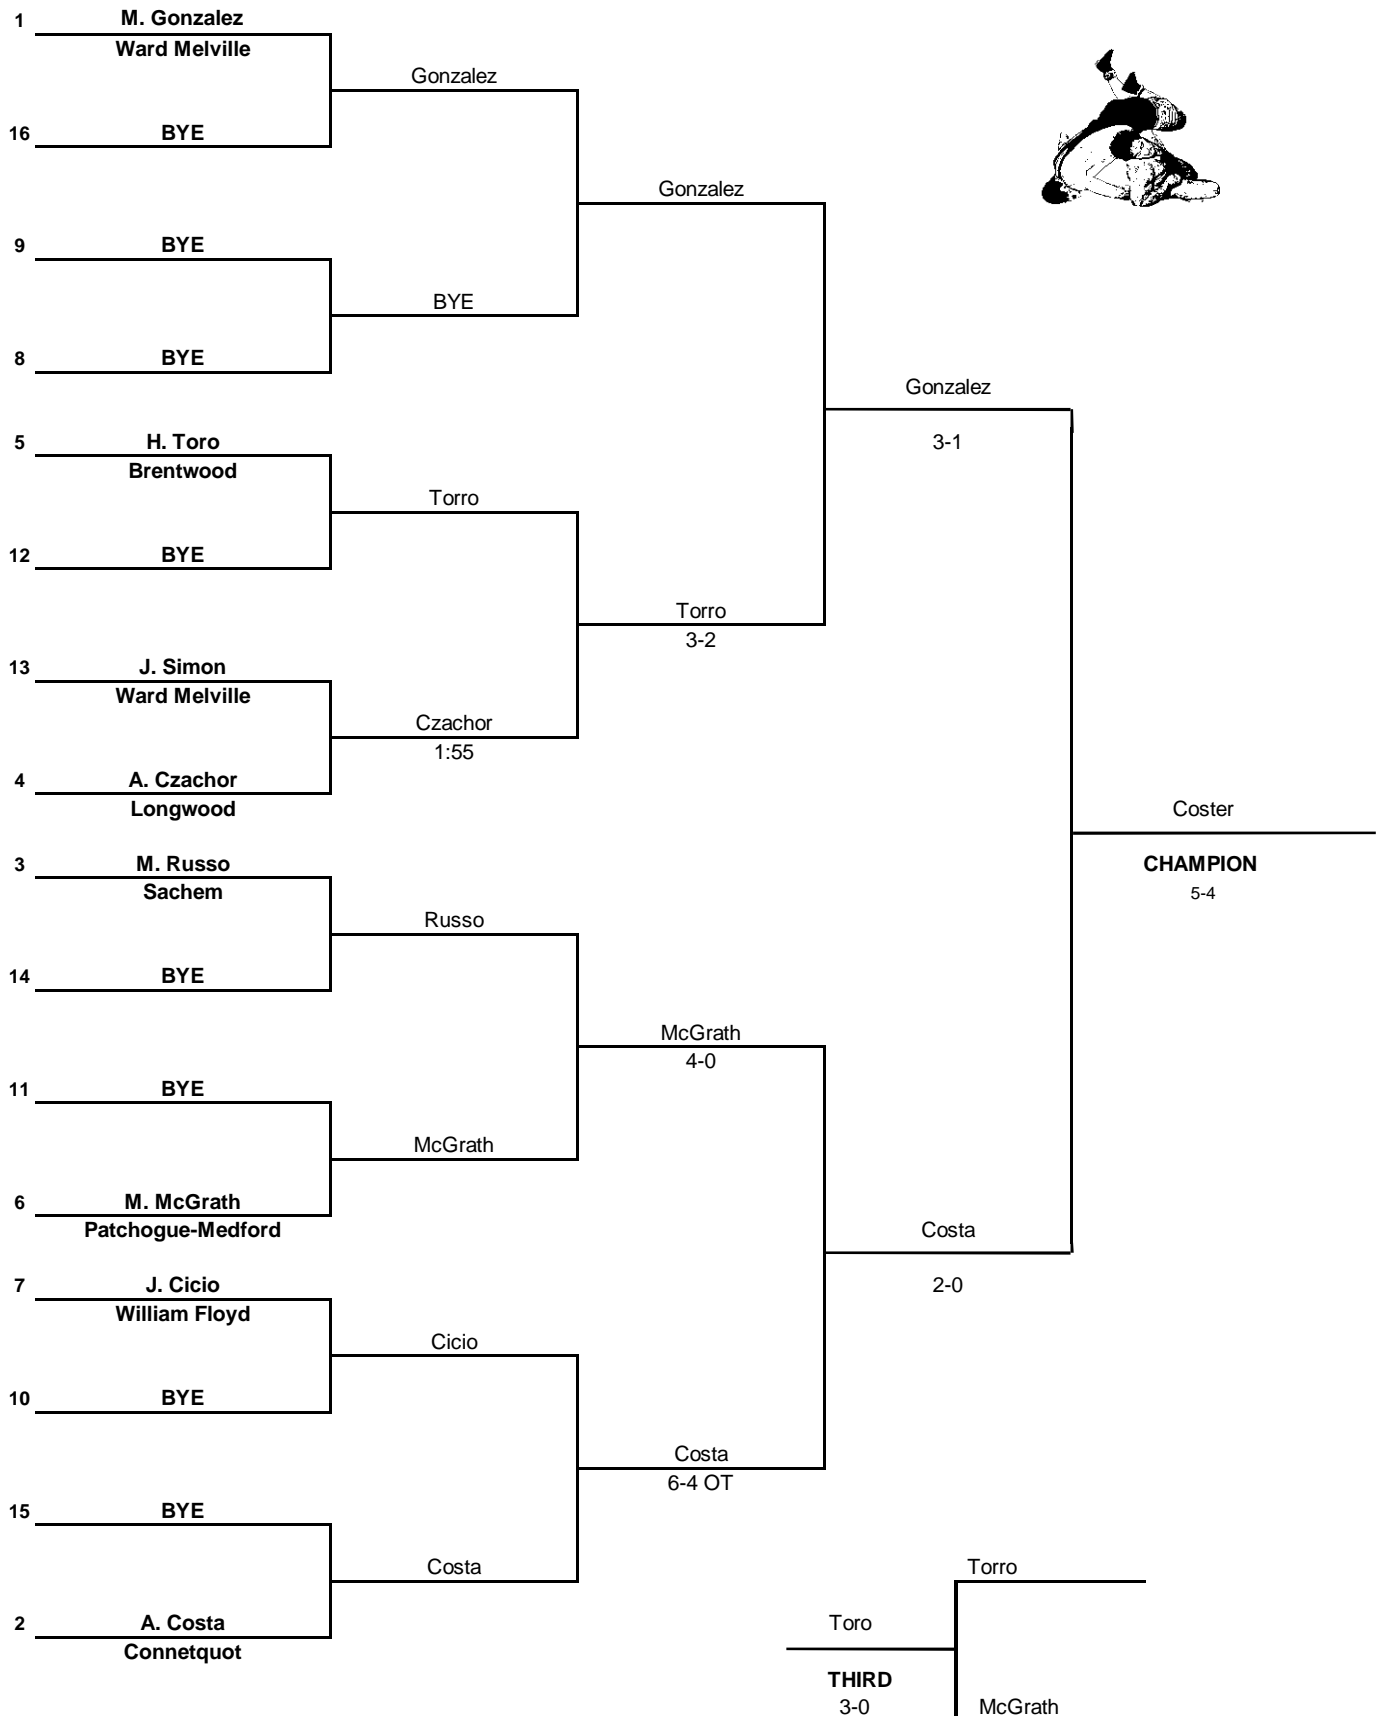 1
M. Gonzalez
Ward Melville
Gonzalez
16
BYE
Gonzalez
9
BYE
BYE
8
BYE
Gonzalez
3-1
5
H. Toro
Brentwood
Torro
12
BYE
Torro
3-2
13
J. Simon
Ward Melville
Czachor
1:55
4
A. Czachor
Longwood
Coster
CHAMPION
5-4
3
M. Russo
Sachem
Russo
14
BYE
McGrath
4-0
11
BYE
McGrath
6
M. McGrath
Patchogue-Medford
Costa
2-0
7
J. Cicio
William Floyd
Cicio
10
BYE
Costa
6-4 OT
15
BYE
Costa
2
A. Costa
Connetquot
Torro
Toro
THIRD
3-0
McGrath